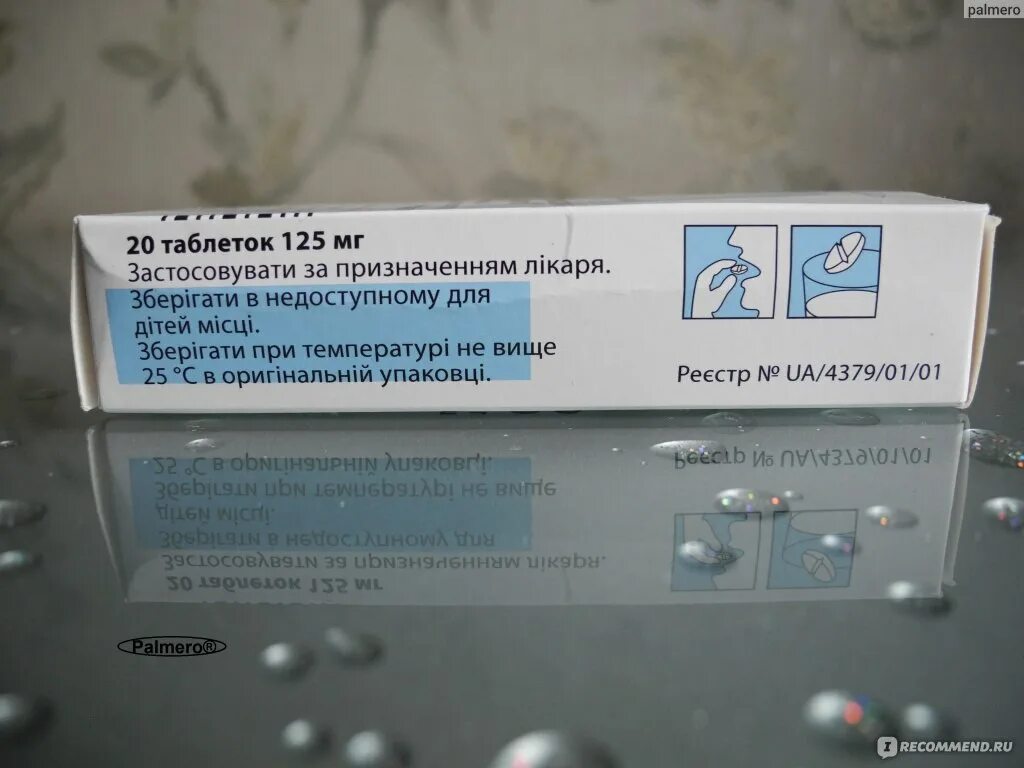 palmero
20 таблеток 125 мг
Застосовувати за призначенням лікаря.
Зберігати в недоступному для
дітей місці.
Зберігати при температурі не вище
25 °C в оригінальній упаковці.
Реєстр № UA/4379/01/01
Palmero®
IRECOMMEND.RU